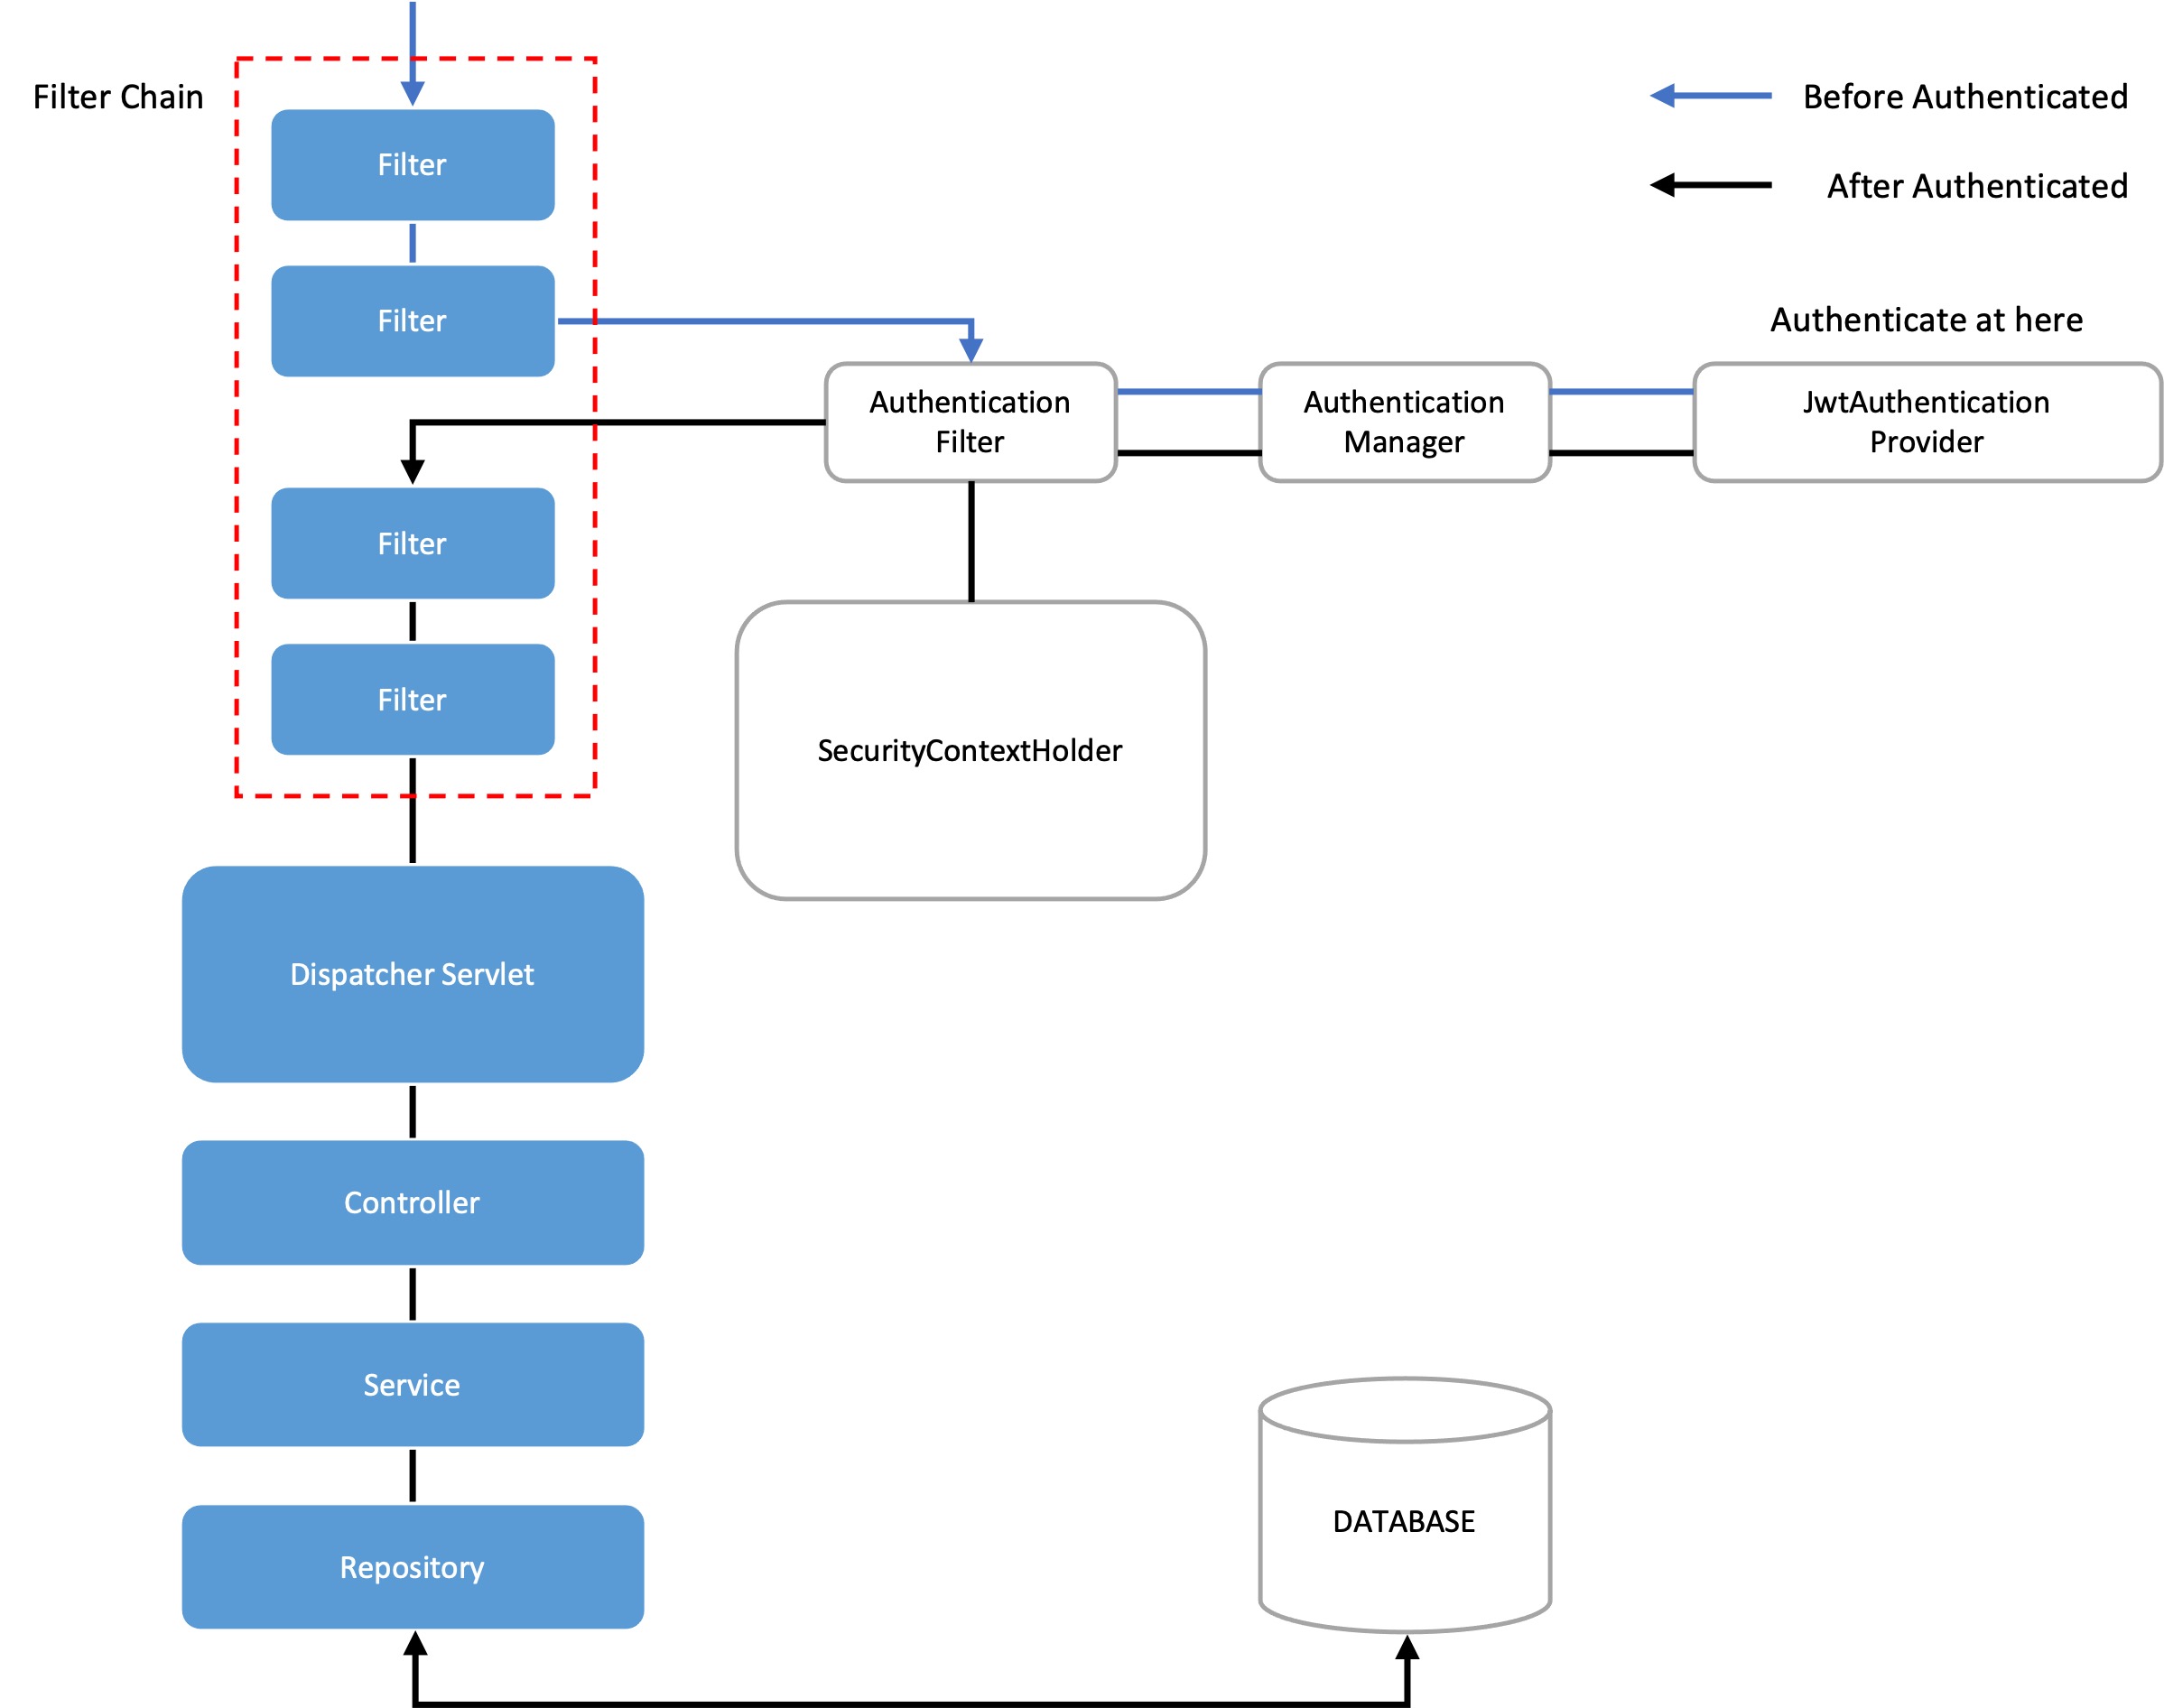 Filter Chain
Before Authenticated
After Authenticated
Filter
Filter
Authenticate at here
Authentication
Filter
Authentication
Manager
JwtAuthentication
Provider
Filter
Filter
SecurityContextHolder
Dispatcher Servlet
Controller
Service
Repository
DATABASE